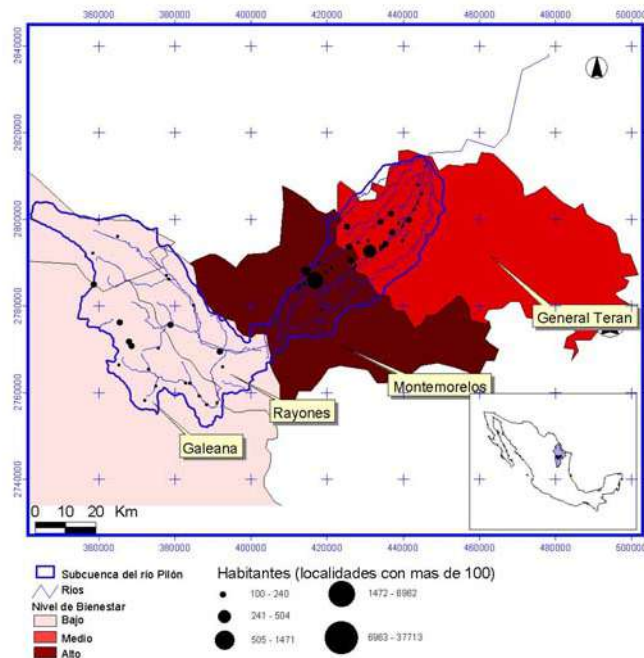 360000 380000 400000 420000 440000 460000 480000 500000
2840000
2820000
2800000
2780000
2760000
2740000
General Teran
Montemorelos
Rayones
Galeana
0 10 20 Km
360000 380000 400000 420000 440000 460000 480000 500000
Subcuenca del río Pilón
Rios
Nivel de Bienestar
Bajo
Medio
Alto
Habitantes (localidades con mas de 100)
100 - 240
241 - 504
505 - 1471
1472 - 6962
6963 - 37713